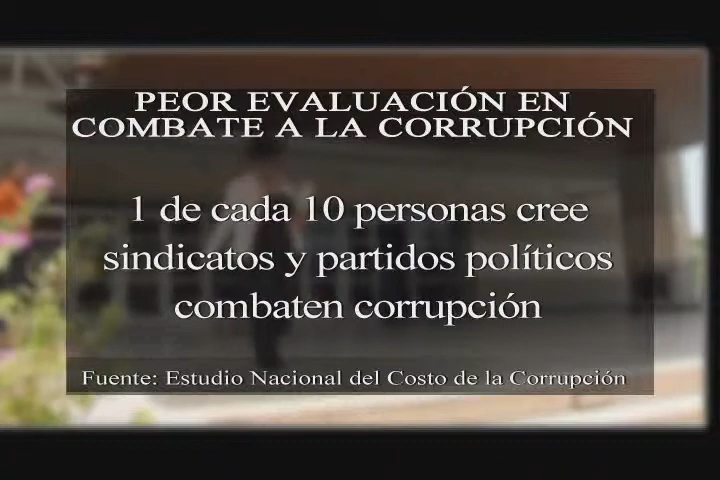 PEOR EVALUACIÓN EN
COMBATE A LA CORRUPCIÓN
1 de cada 10 personas cree
sindicatos y partidos políticos
combaten corrupción
Fuente: Estudio Nacional del Costo de la Corrupción